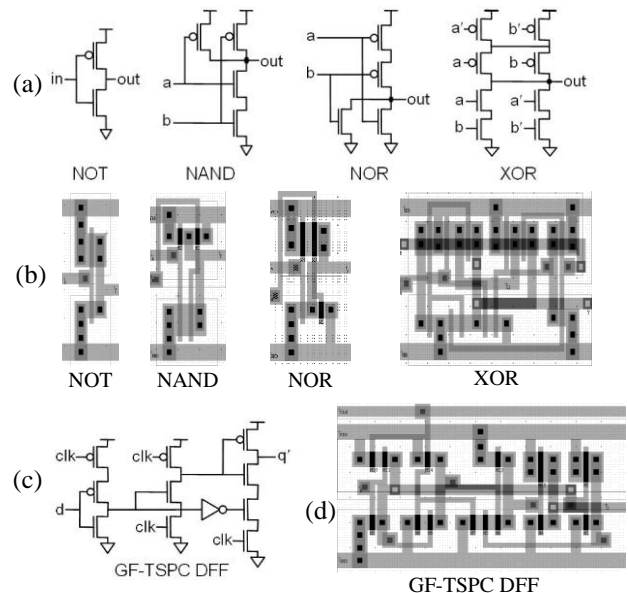 (a)
in
out
NOT
a
b
out
NAND
a
b
out
NOR
a'
b'
a
b
a
a'
b
b'
out
XOR
(b)
NOT
NAND
NOR
XOR
(c)
clk
clk
q'
d
clk
clk
GF-TSPC DFF
(d)
GF-TSPC DFF